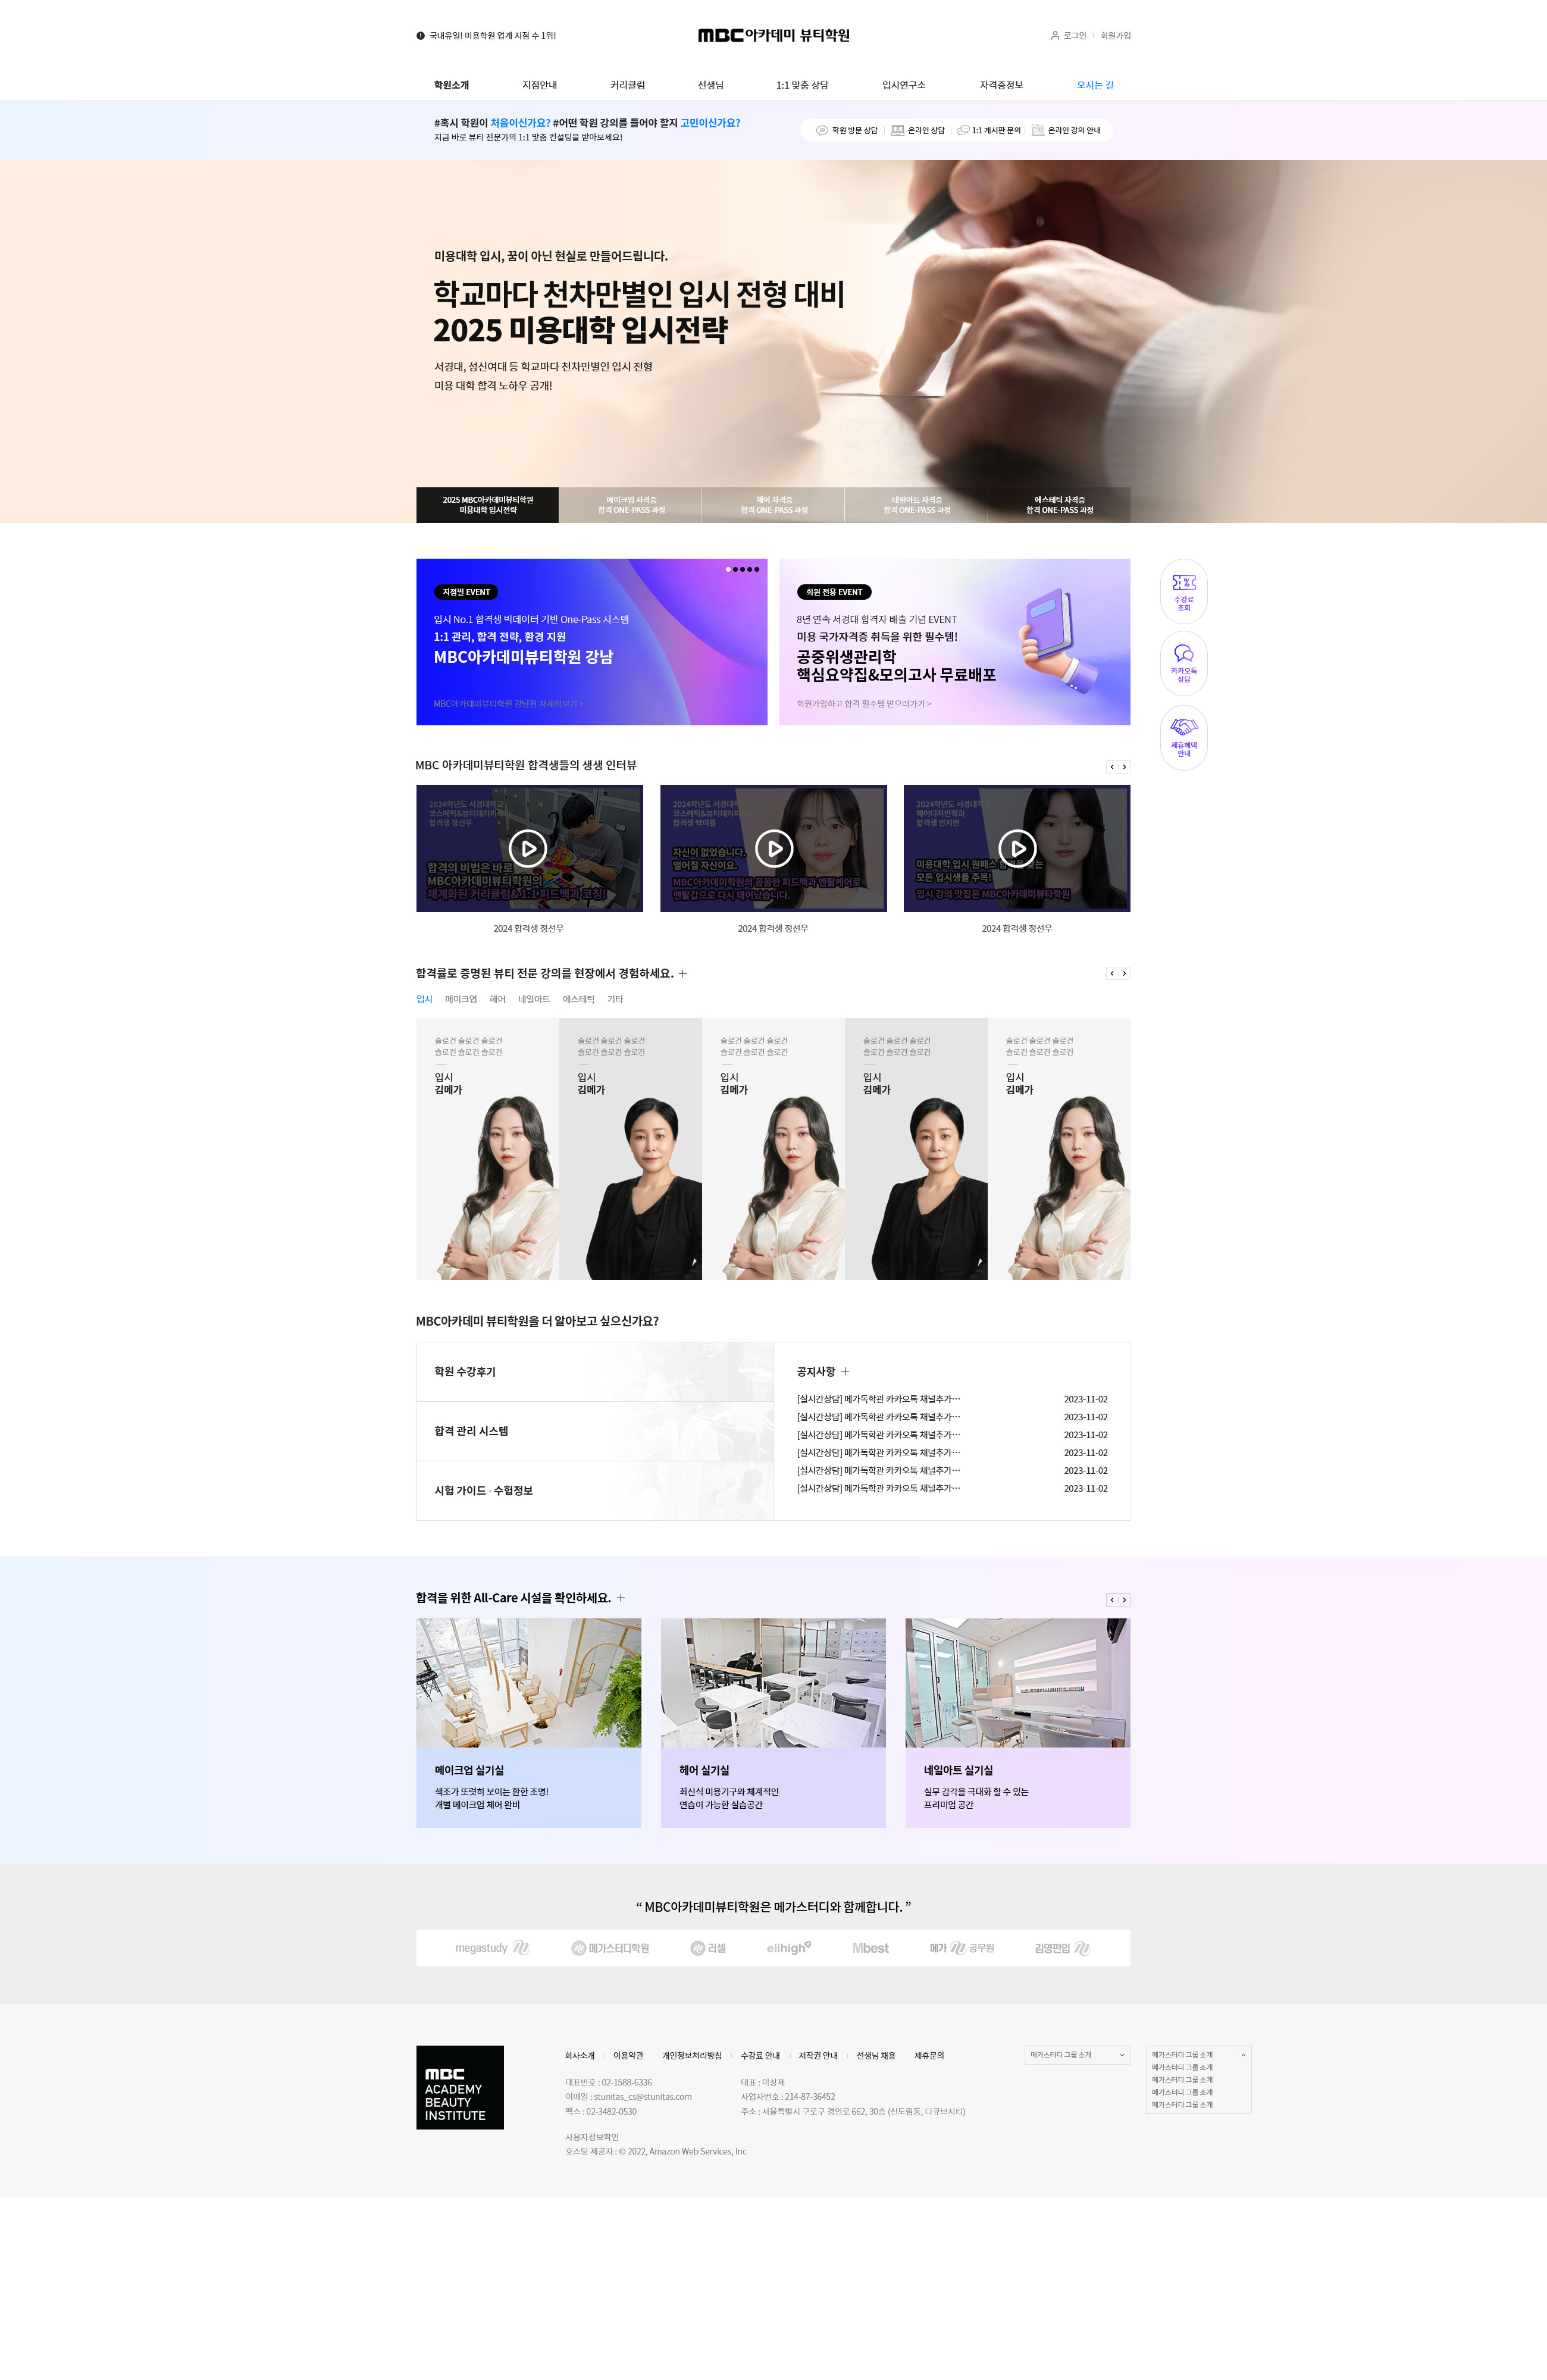 국내유일! 미용학원 업계 지점 수 1위!
MBC아카데미 뷰티학원
로그인
회원가입
학원소개
지점안내
커리큘럼
선생님
1:1 맞춤 상담
입시연구소
자격증정보
오시는 길
#혹시 학원이 처음이신가요? #어떤 학원 강의를 들어야 할지 고민이신가요?
지금 바로 뷰티 전문가의 1:1 맟춤 컨설팅을 받아보세요!
학원 방문 상담
온라인 상담
1:1 게시판 문의
온라인 강의 안내
미용대학 입시, 꿈이 아닌 현실로 만들어드립니다.
학교마다 천차만별인 입시 전형 대비
2025 미용대학 입시전략
서경대, 성신여대 등 학교마다 천차만별인 입시 전형
미용 대학 합격 노하우 공개!
2025 MBC아카데미뷰티학원
미용대학 입시전략
메이크업 자격증
합격 ONE-PASS 과정
헤어 자격증
합격 ONE-PASS 과정
네일아트 자격증
합격 ONE-PASS 과정
에스테틱 자격증
합격 ONE-PASS 과정
지점별 EVENT
입시 No.1 합격생 빅데이터 기반 One-Pass 시스템
1:1 관리, 합격 전략, 환경 지원
MBC아카데미뷰티학원 강남
MBC아카데미뷰티학원 강남점 자세히보기 >
회원 전용 EVENT
8년 연속 서경대 합격자 배출 기념 EVENT
미용 국가자격증 취득을 위한 필수템!
공중위생관리학
핵심요약집&모의고사 무료배포
회원가입하고 합격 필수템 받으러가기 >
수강료
조회
카카오톡
상담
제휴혜택
안내
MBC 아카데미뷰티학원 합격생들의 생생 인터뷰
2024학년도 서경대학교
코스메틱&뷰티테라피학과
합격생 정선우
합격의 비법은 바로
MBC아카데미뷰티학원의
체계화된 커리큘럼&1:1 피드백과 코칭!
2024학년도 서경대학교
코스메틱&뷰티테라피
합격생 박미률
자신이 없었습니다.
떨어질 자신이요.
MBC아카데미학원의 꼼꼼한 피드백과 멘탈케어로
멘탈갑으로 다시 태어났습니다.
2024학년도 서경대학교
헤어디자인학과
합격생 안지민
미용대학 입시 원패스 합격을 찾는
모든 입시생들 주목!
입시 강의 맛집은 MBC아카데미뷰타학원
2024 합격생 정선우
2024 합격생 정선우
2024 합격생 정선우
합격률로 증명된 뷰티 전문 강의를 현장에서 경험하세요.
입시
메이크업
헤어
네일아트
에스테틱
기타
슬로건 슬로건 슬로건
슬로건 슬로건 슬로건
입시
김메가
슬로건 슬로건 슬로건
슬로건 슬로건 슬로건
입시
김메가
슬로건 슬로건 슬로건
슬로건 슬로건 슬로건
입시
김메가
슬로건 슬로건 슬로건
슬로건 슬로건 슬로건
입시
김메가
슬로건 슬로건 슬로건
슬로건 슬로건 슬로건
입시
김메가
MBC아카데미 뷰티학원을 더 알아보고 싶으신가요?
학원 수강후기
합격 관리 시스템
시험 가이드 · 수험정보
공지사항
[실시간상담] 메가독학관 카카오톡 채널추가⋯ 2023-11-02
[실시간상담] 메가독학관 카카오톡 채널추가⋯ 2023-11-02
[실시간상담] 메가독학관 카카오톡 채널추가⋯ 2023-11-02
[실시간상담] 메가독학관 카카오톡 채널추가⋯ 2023-11-02
[실시간상담] 메가독학관 카카오톡 채널추가⋯ 2023-11-02
[실시간상담] 메가독학관 카카오톡 채널추가⋯ 2023-11-02
합격을 위한 All-Care 시설을 확인하세요.
메이크업 실기실
색조가 또렷히 보이는 환한 조명!
개별 메이크업 체어 완비
헤어 실기실
최신식 미용기구와 체계적인
연습이 가능한 실습공간
네일아트 실기실
실무 감각을 극대화 할 수 있는
프리미엄 공간
“ MBC아카데미뷰티학원은 메가스터디와 함께합니다. ”
megastudy
메가스터디학원
러셀
elihigh
Mbest
메가 공무원
김영편입
MBC
ACADEMY
BEAUTY
INSTITUTE
회사소개
이용약관
개인정보처리방침
수강료 안내
저작권 안내
선생님 채용
제휴문의
대표번호 : 02-1588-6336
이메일 : stunitas_cs@stunitas.com
팩스 : 02-3482-0530
대표 : 이상제
사업자번호 : 214-87-36452
주소 : 서울특별시 구로구 경인로 662, 30층 (신도림동, 디큐브시티)
사용자정보확인
호스팅 제공자 : © 2022, Amazon Web Services, Inc
메가스터디 그룹 소개
메가스터디 그룹 소개
메가스터디 그룹 소개
메가스터디 그룹 소개
메가스터디 그룹 소개
메가스터디 그룹 소개